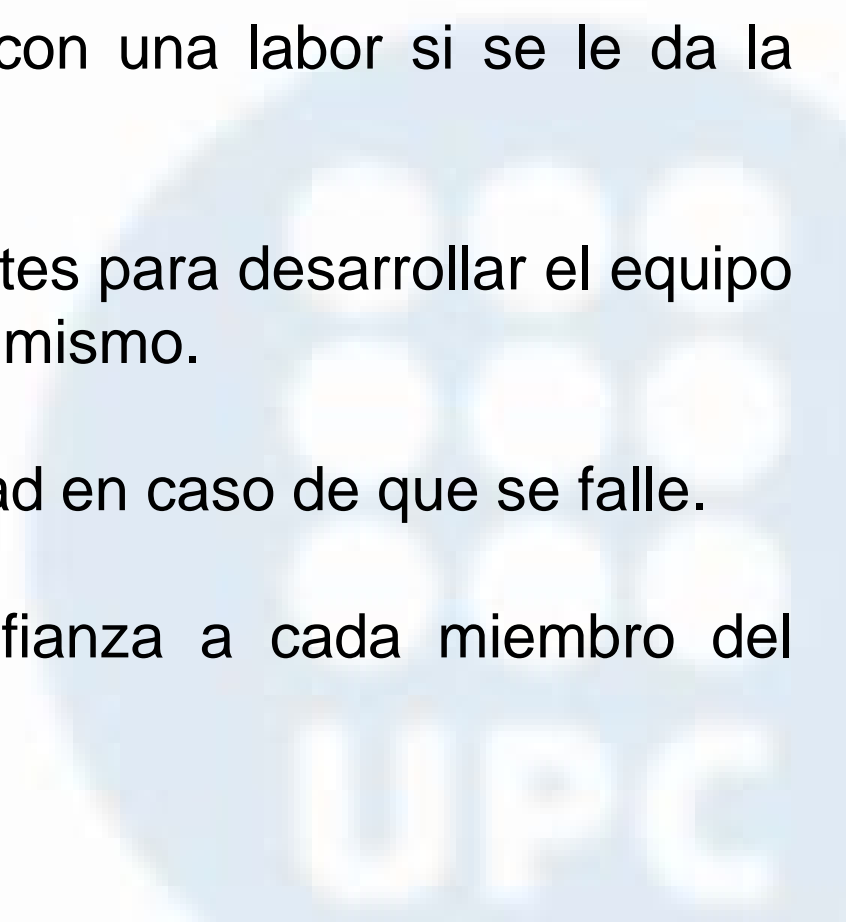 con una labor si se le da la
tes para desarrollar el equipo
mismo.
ad en caso de que se falle.
fianza a cada miembro del
UPC